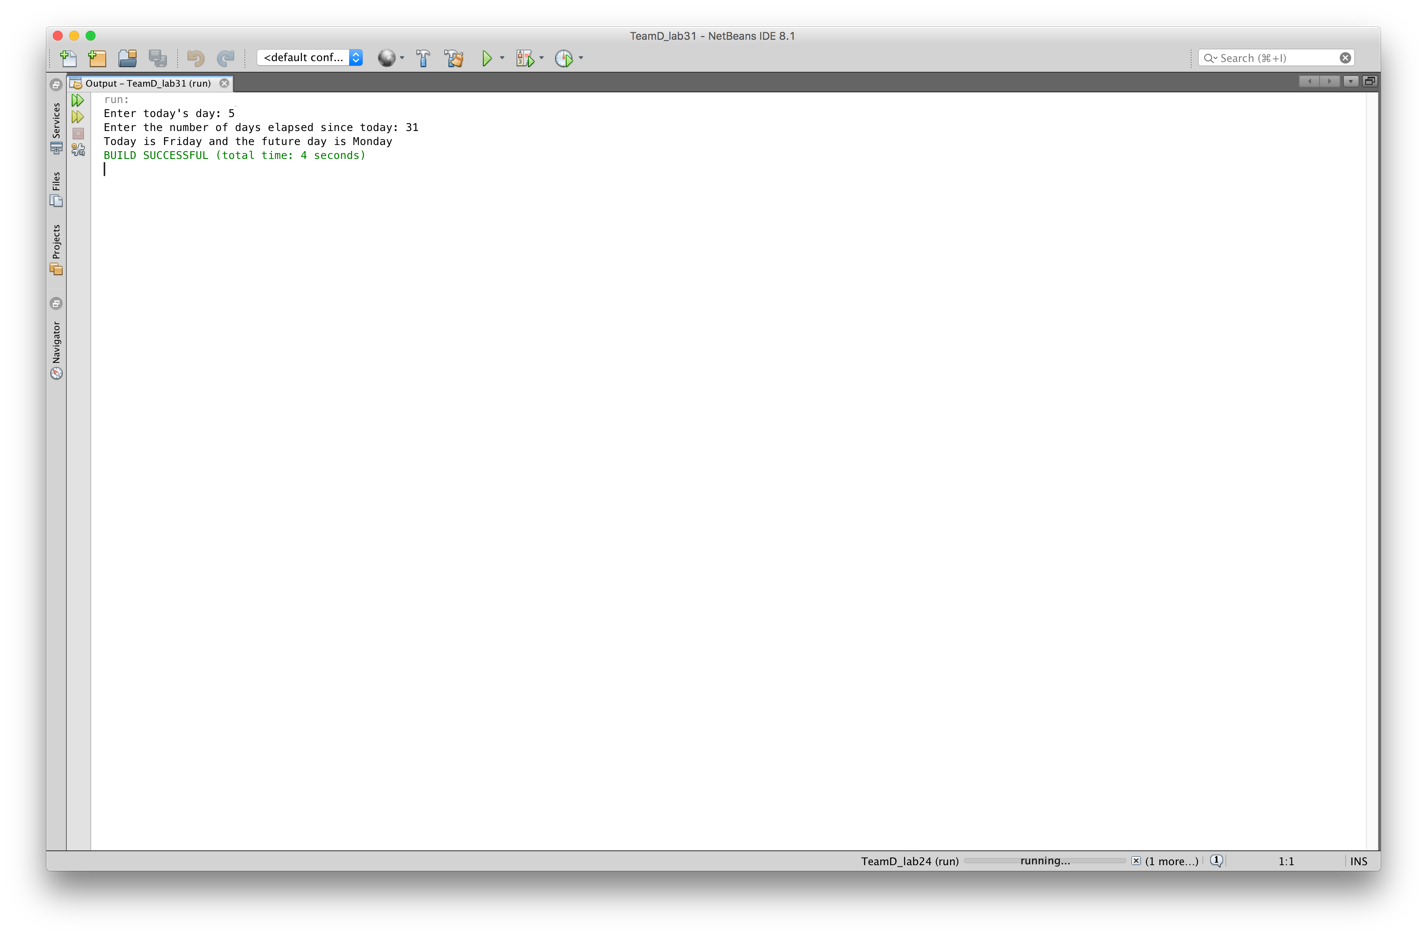 TeamD_lab31 - NetBeans IDE 8.1
<default conf...
Search (⌘+I)
Output – TeamD_lab31 (run)
Services
Files
Projects
Navigator
run:
Enter today's day: 5
Enter the number of days elapsed since today: 31
Today is Friday and the future day is Monday
BUILD SUCCESSFUL (total time: 4 seconds)
TeamD_lab24 (run) running... (1 more...) 1:1 INS